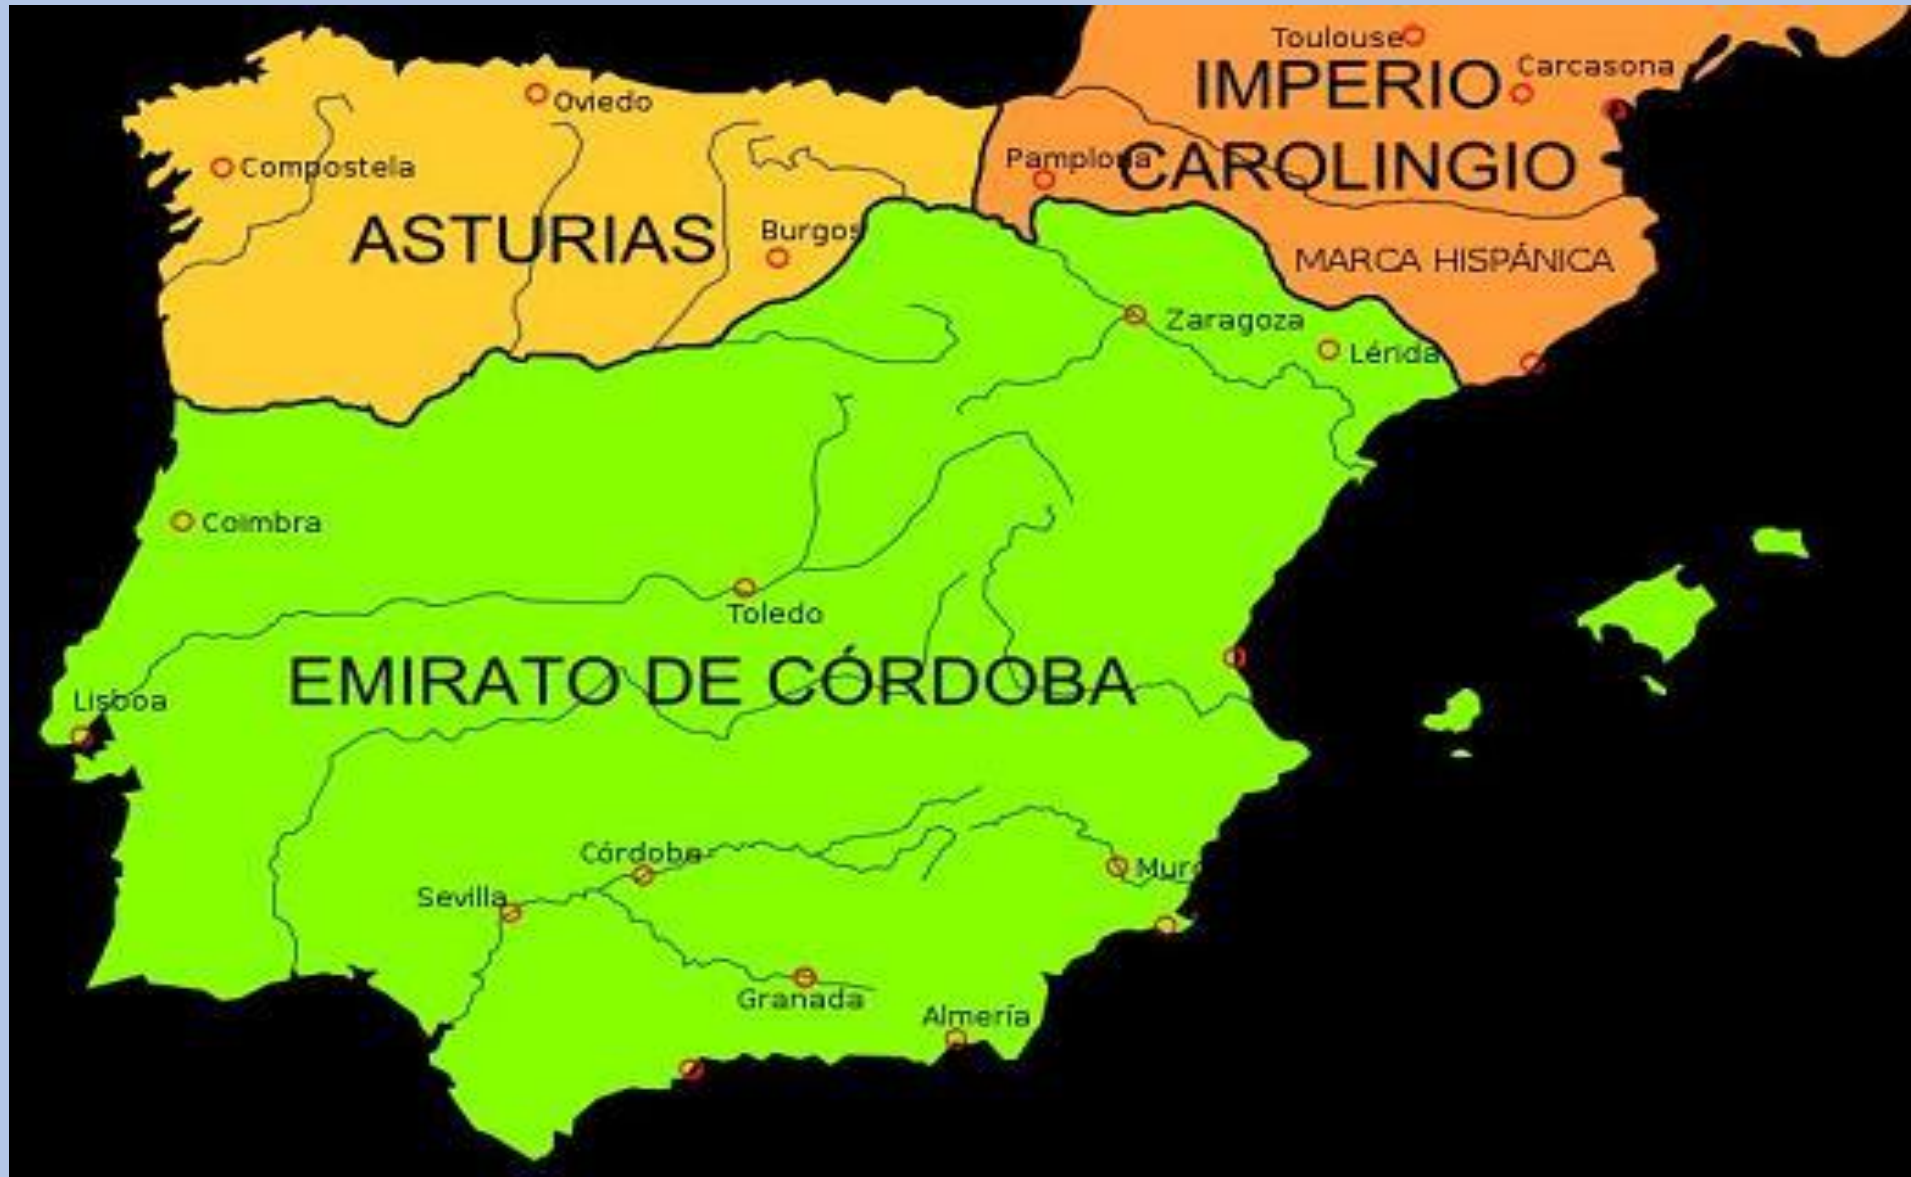 Toulouse
Carcasona
IMPERIO
CAROLINGIO
Oviedo
Compostela
Pamplona
ASTURIAS
Burgos
MARCA HISPÁNICA
Zaragoza
Lérida
Coimbra
Toledo
EMIRATO DE CÓRDOBA
Lisboa
Córdoba
Murc
Sevilla
Granada
Almería